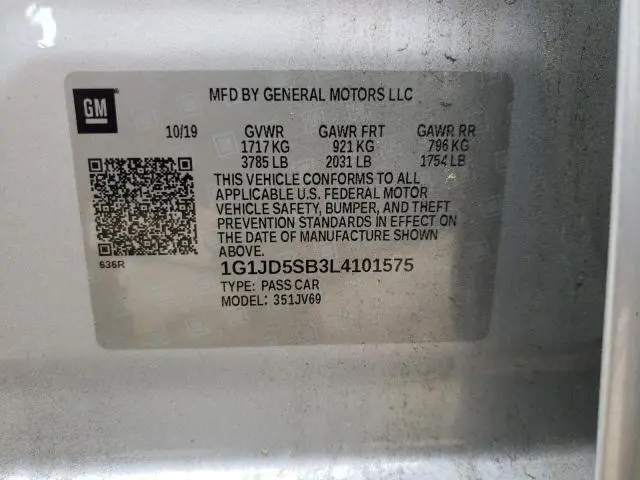 GM
MFD BY GENERAL MOTORS LLC
10/19 GVWR GAWR FRT GAWR RR
1717 KG 921 KG 796 KG
3785 LB 2031 LB 1754 LB
THIS VEHICLE CONFORMS TO ALL
APPLICABLE U.S. FEDERAL MOTOR
VEHICLE SAFETY, BUMPER, AND THEFT
PREVENTION STANDARDS IN EFFECT ON
THE DATE OF MANUFACTURE SHOWN
ABOVE.
636R
1G1JD5SB3L4101575
TYPE: PASS CAR
MODEL: 351JV69